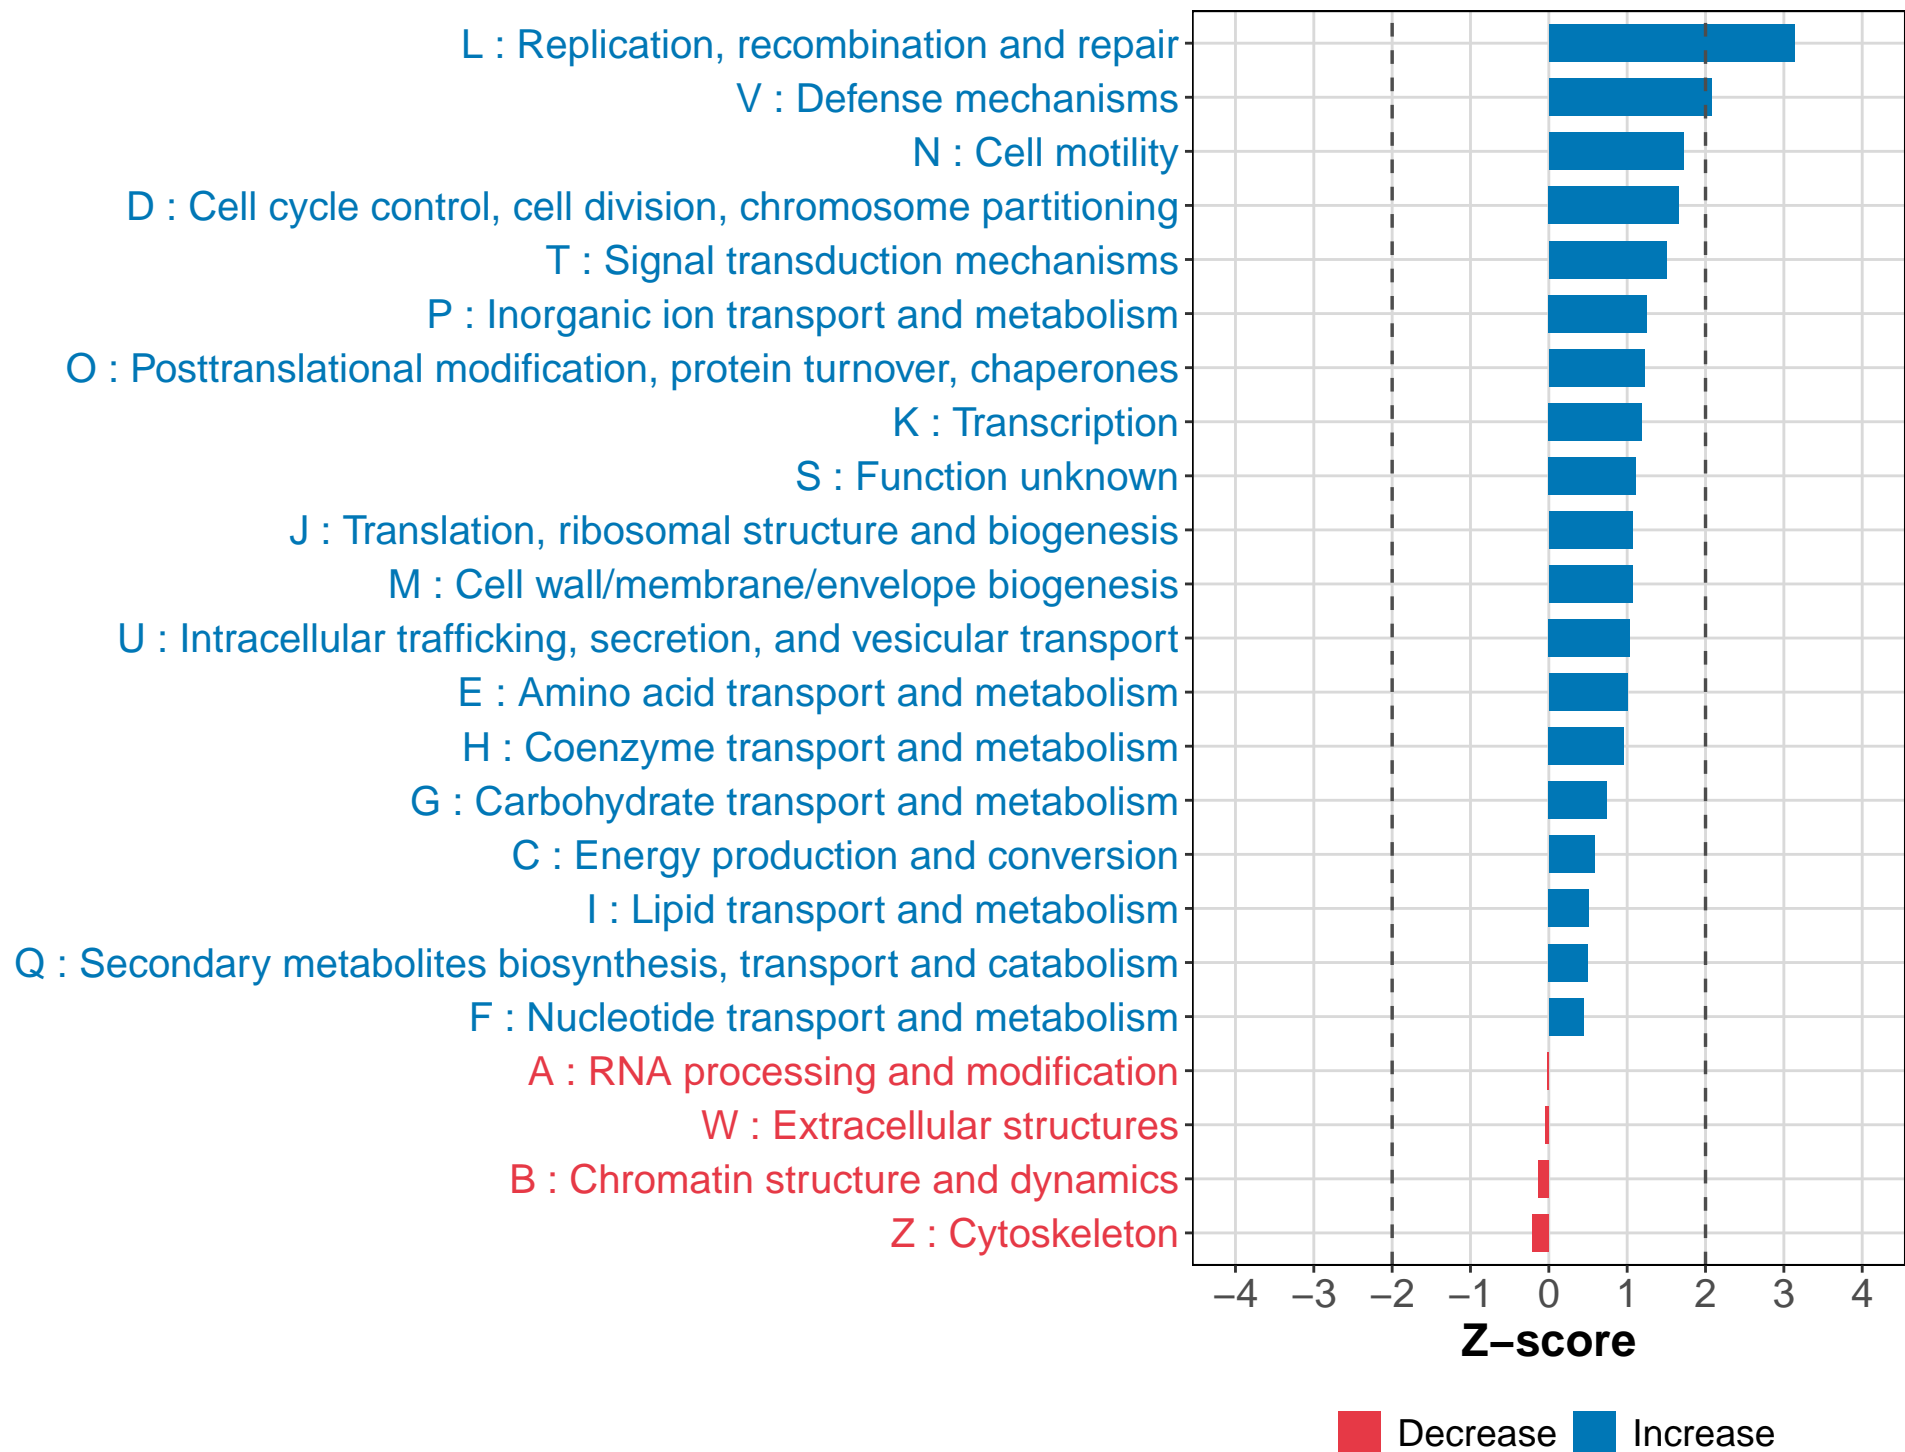 L : Replication, recombination and repair
V : Defense mechanisms
N : Cell motility
D : Cell cycle control, cell division, chromosome partitioning
T : Signal transduction mechanisms
P : Inorganic ion transport and metabolism
O : Posttranslational modification, protein turnover, chaperones
K : Transcription
S : Function unknown
J : Translation, ribosomal structure and biogenesis
M : Cell wall/membrane/envelope biogenesis
U : Intracellular trafficking, secretion, and vesicular transport
E : Amino acid transport and metabolism
H : Coenzyme transport and metabolism
G : Carbohydrate transport and metabolism
C : Energy production and conversion
I : Lipid transport and metabolism
Q : Secondary metabolites biosynthesis, transport and catabolism
F : Nucleotide transport and metabolism
A : RNA processing and modification
W : Extracellular structures
B : Chromatin structure and dynamics
Z : Cytoskeleton
−4 −3 −2 −1 0 1 2 3 4
Z−score
Decrease Increase